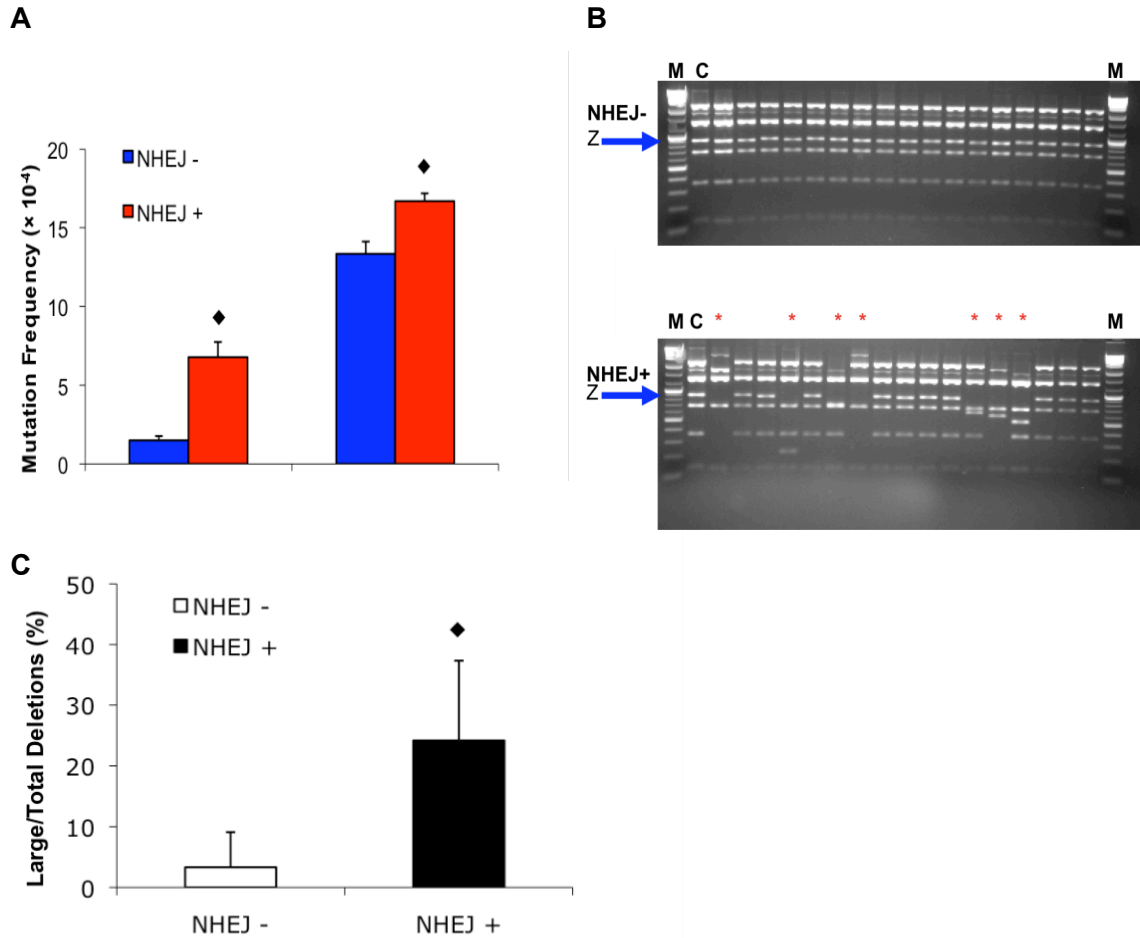 A
Mutation Frequency (× 10⁻⁴)
20
15
10
5
0
NHEJ -
NHEJ +
◆
◆
B
M C M
NHEJ-
Z
* * * * * * *
M C M
NHEJ+
Z
C
Large/Total Deletions (%)
50
40
30
20
10
0
NHEJ -
NHEJ +
◆
NHEJ - NHEJ +